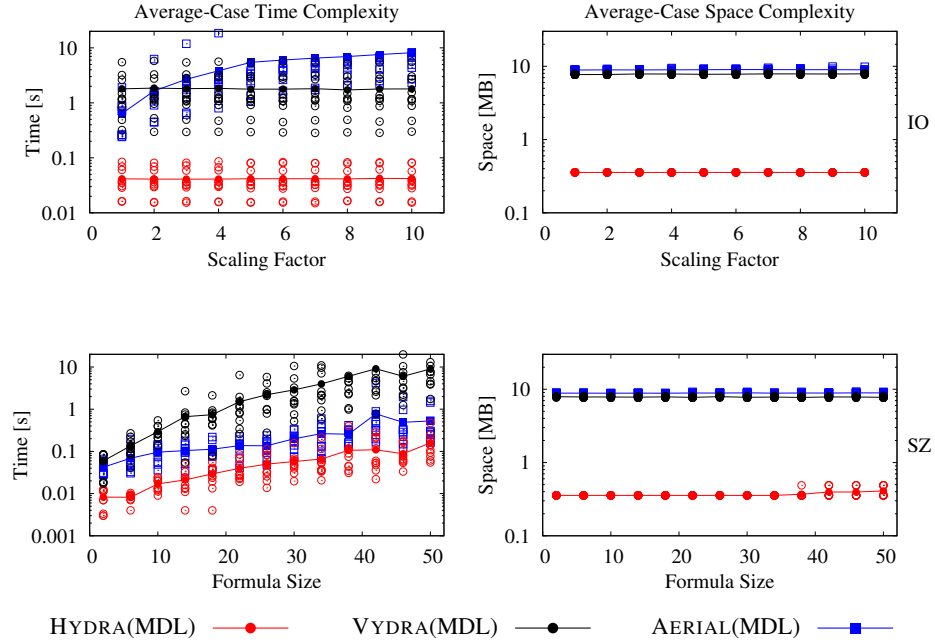 Average-Case Time Complexity
Average-Case Space Complexity
10
1
0.1
0.01
Time [s]
0 2 4 6 8 10
Scaling Factor
100
10
1
0.1
Space [MB]
0 2 4 6 8 10
Scaling Factor
IO
10
1
0.1
0.01
0.001
Time [s]
0 10 20 30 40 50
Formula Size
100
10
1
0.1
Space [MB]
0 10 20 30 40 50
Formula Size
SZ
HYDRA(MDL) VYDRA(MDL) AERIAL(MDL)